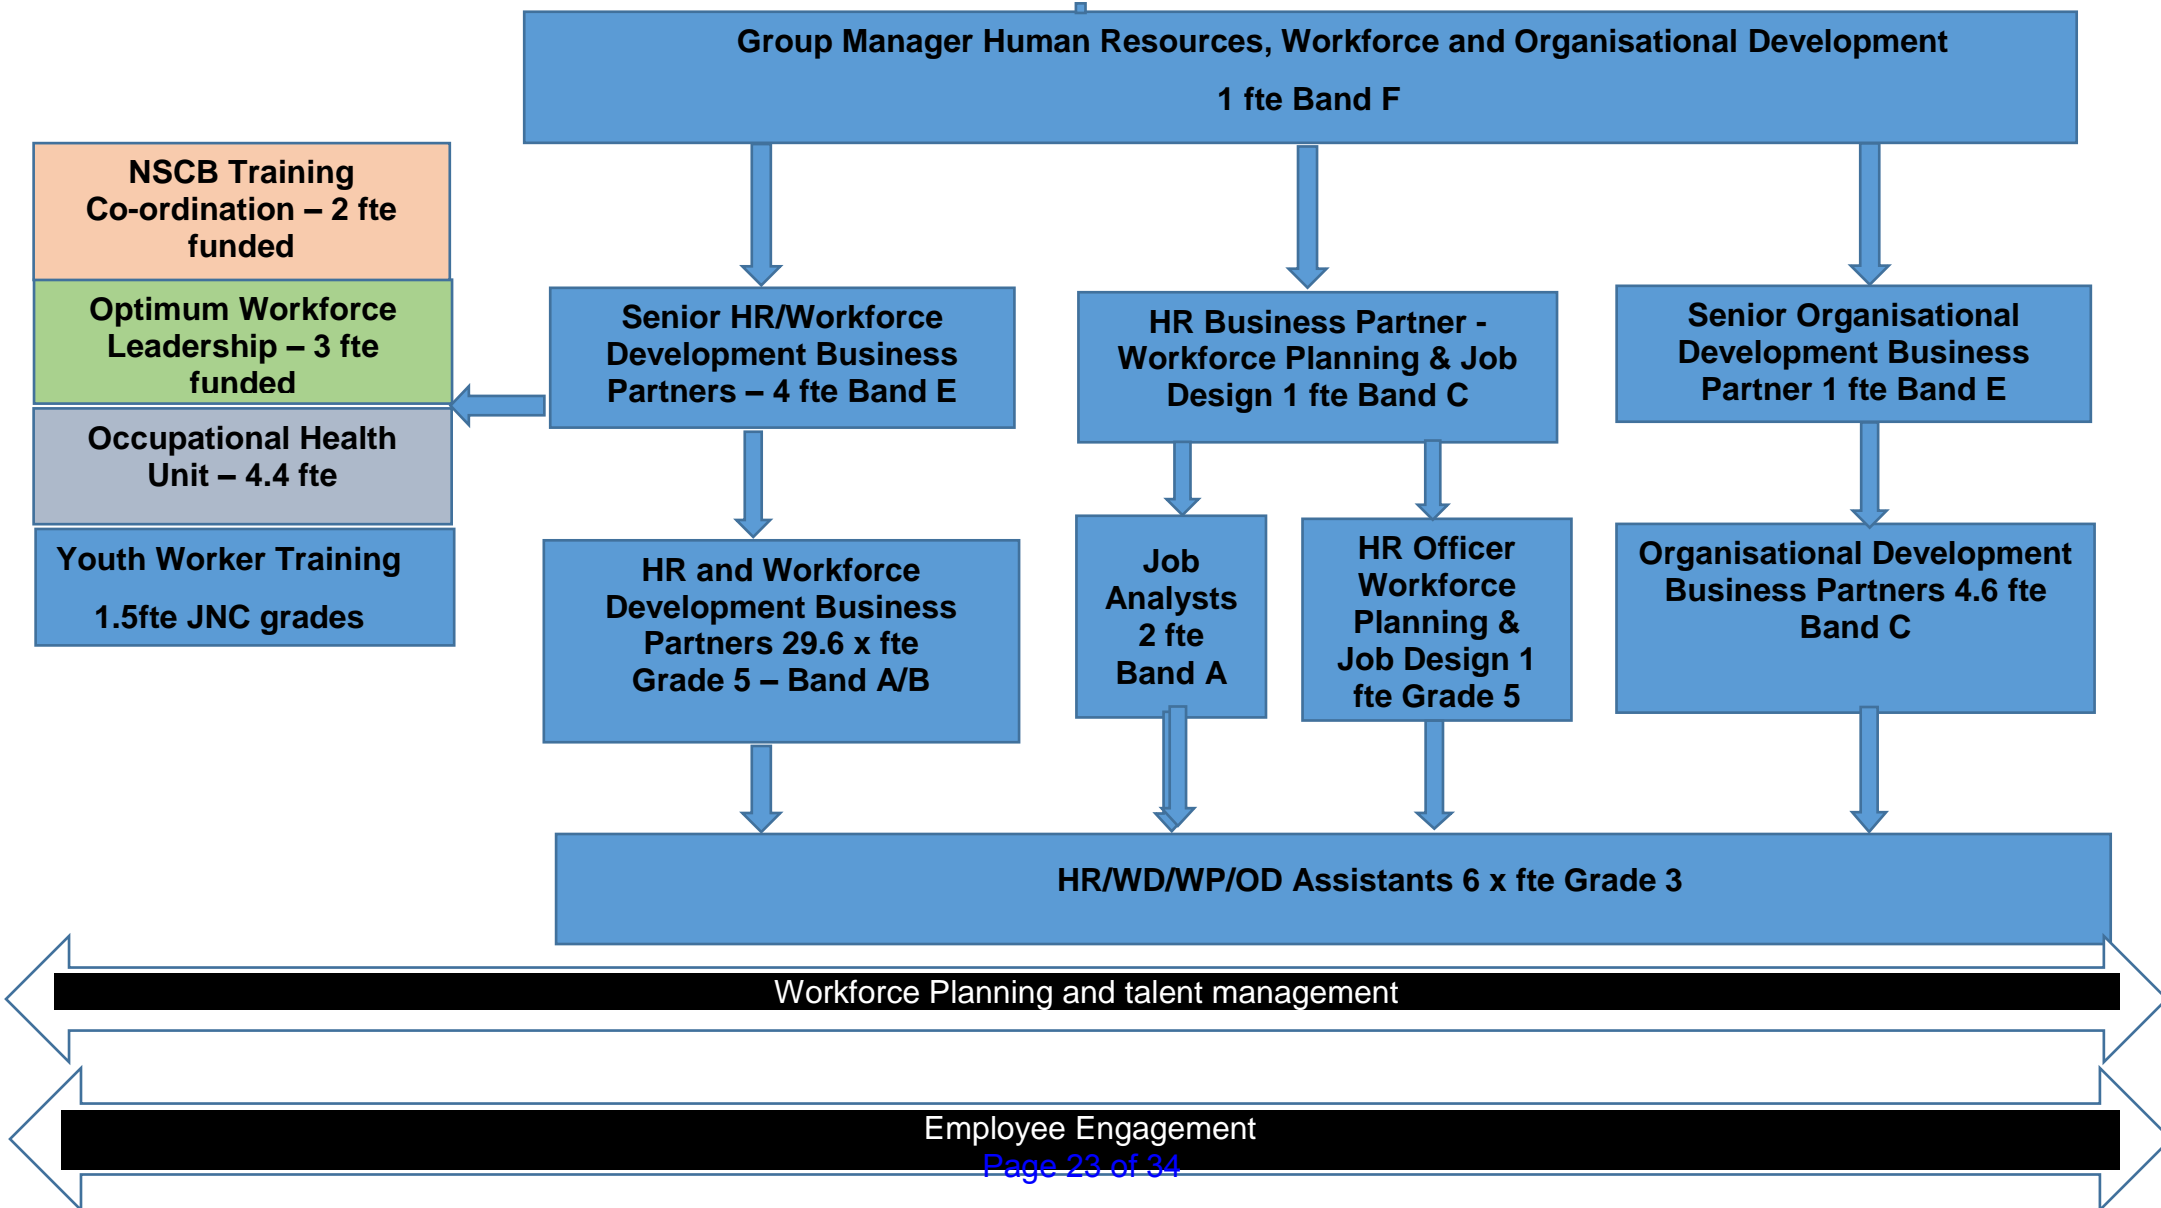 Group Manager Human Resources, Workforce and Organisational Development
1 fte Band F
NSCB Training
Co-ordination – 2 fte
funded
Optimum Workforce
Leadership – 3 fte
funded
Occupational Health
Unit – 4.4 fte
Youth Worker Training
1.5fte JNC grades
Senior HR/Workforce
Development Business
Partners – 4 fte Band E
HR Business Partner -
Workforce Planning & Job
Design 1 fte Band C
Senior Organisational
Development Business
Partner 1 fte Band E
HR and Workforce
Development Business
Partners 29.6 x fte
Grade 5 – Band A/B
Job
Analysts
2 fte
Band A
HR Officer
Workforce
Planning &
Job Design 1
fte Grade 5
Organisational Development
Business Partners 4.6 fte
Band C
HR/WD/WP/OD Assistants 6 x fte Grade 3
Workforce Planning and talent management
Employee Engagement
Page 23 of 34